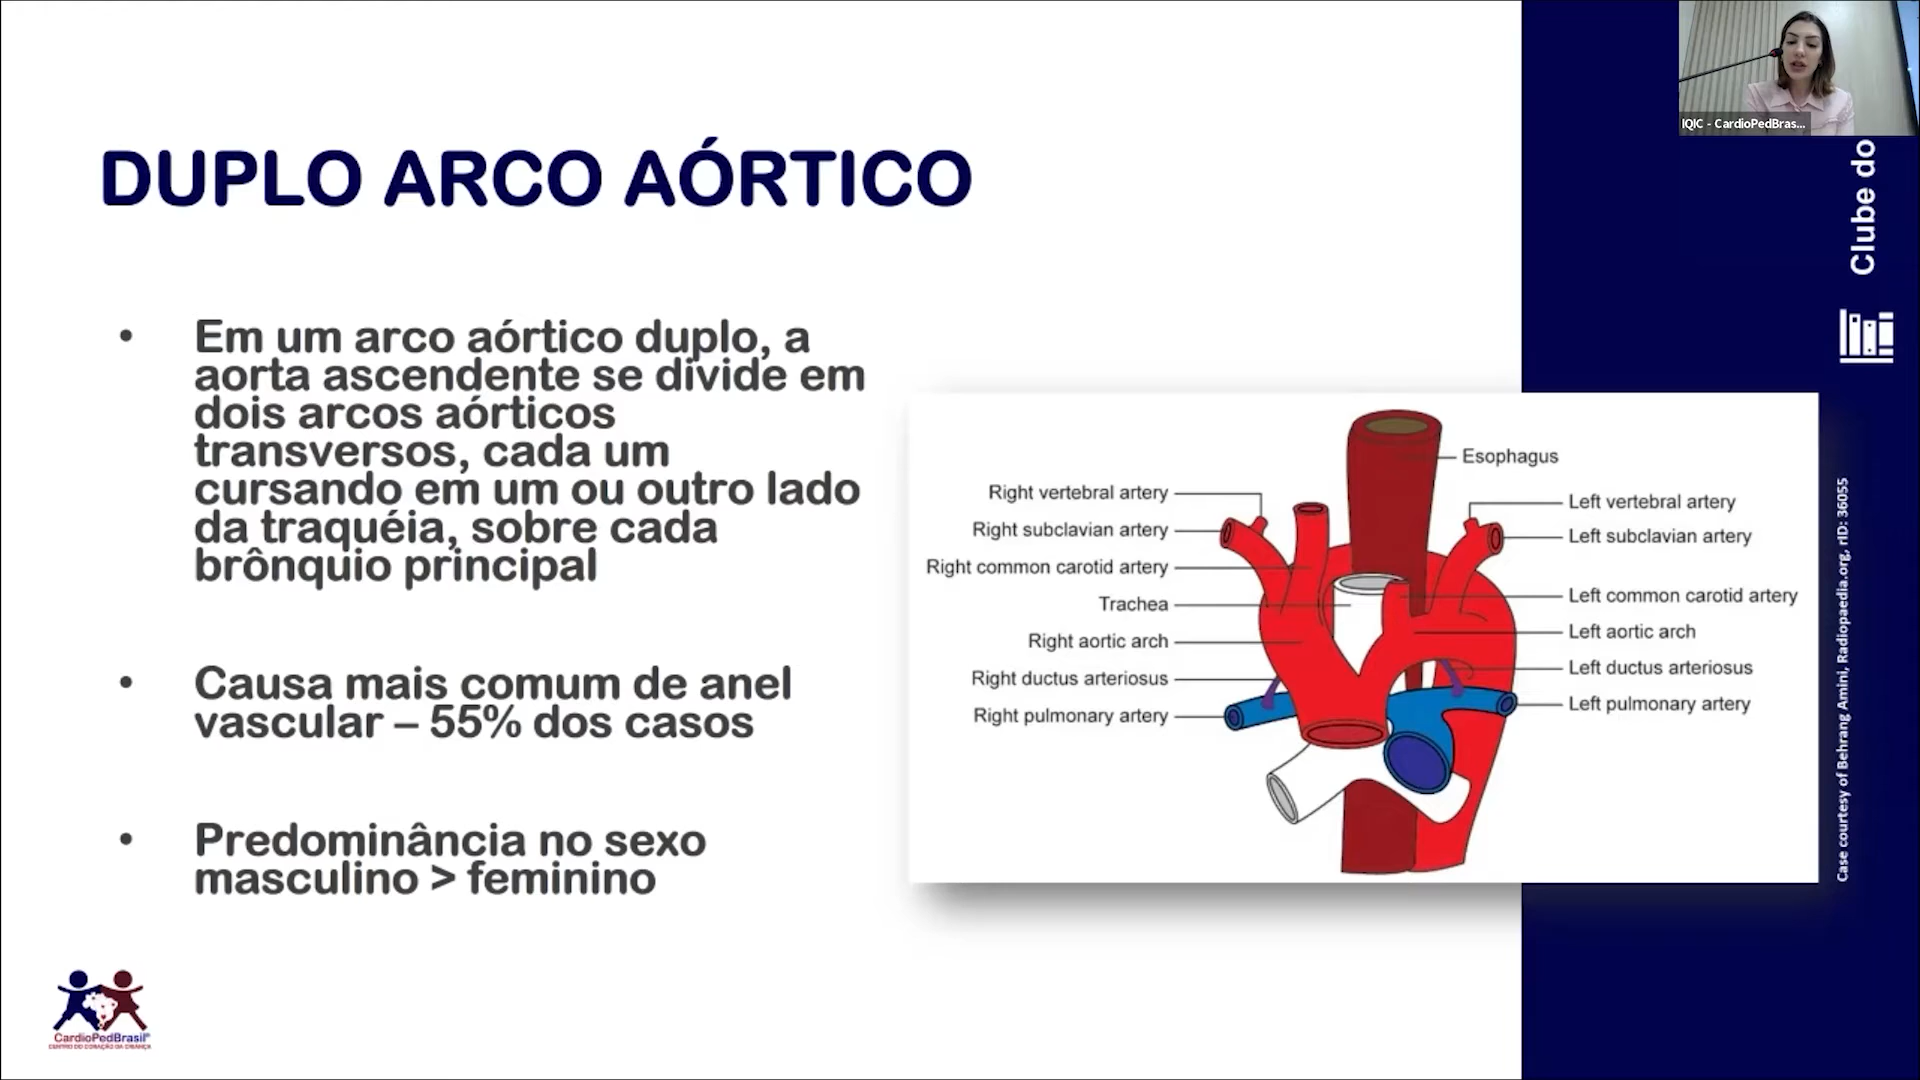 IQIC - CardioPedBras...
Clube do
DUPLO ARCO AÓRTICO
• Em um arco aórtico duplo, a
aorta ascendente se divide em
dois arcos aórticos
transversos, cada um
cursando em um ou outro lado
da traquéia, sobre cada
brônquio principal
• Causa mais comum de anel
vascular – 55% dos casos
• Predominância no sexo
masculino > feminino
Esophagus
Right vertebral artery
Right subclavian artery
Right common carotid artery
Trachea
Right aortic arch
Right ductus arteriosus
Right pulmonary artery
Left vertebral artery
Left subclavian artery
Left common carotid artery
Left aortic arch
Left ductus arteriosus
Left pulmonary artery
Case courtesy of Behrang Amini, Radiopaedia.org, rID: 36055
CardioPedBrasil®
CENTRO DO CORAÇÃO DA CRIANÇA